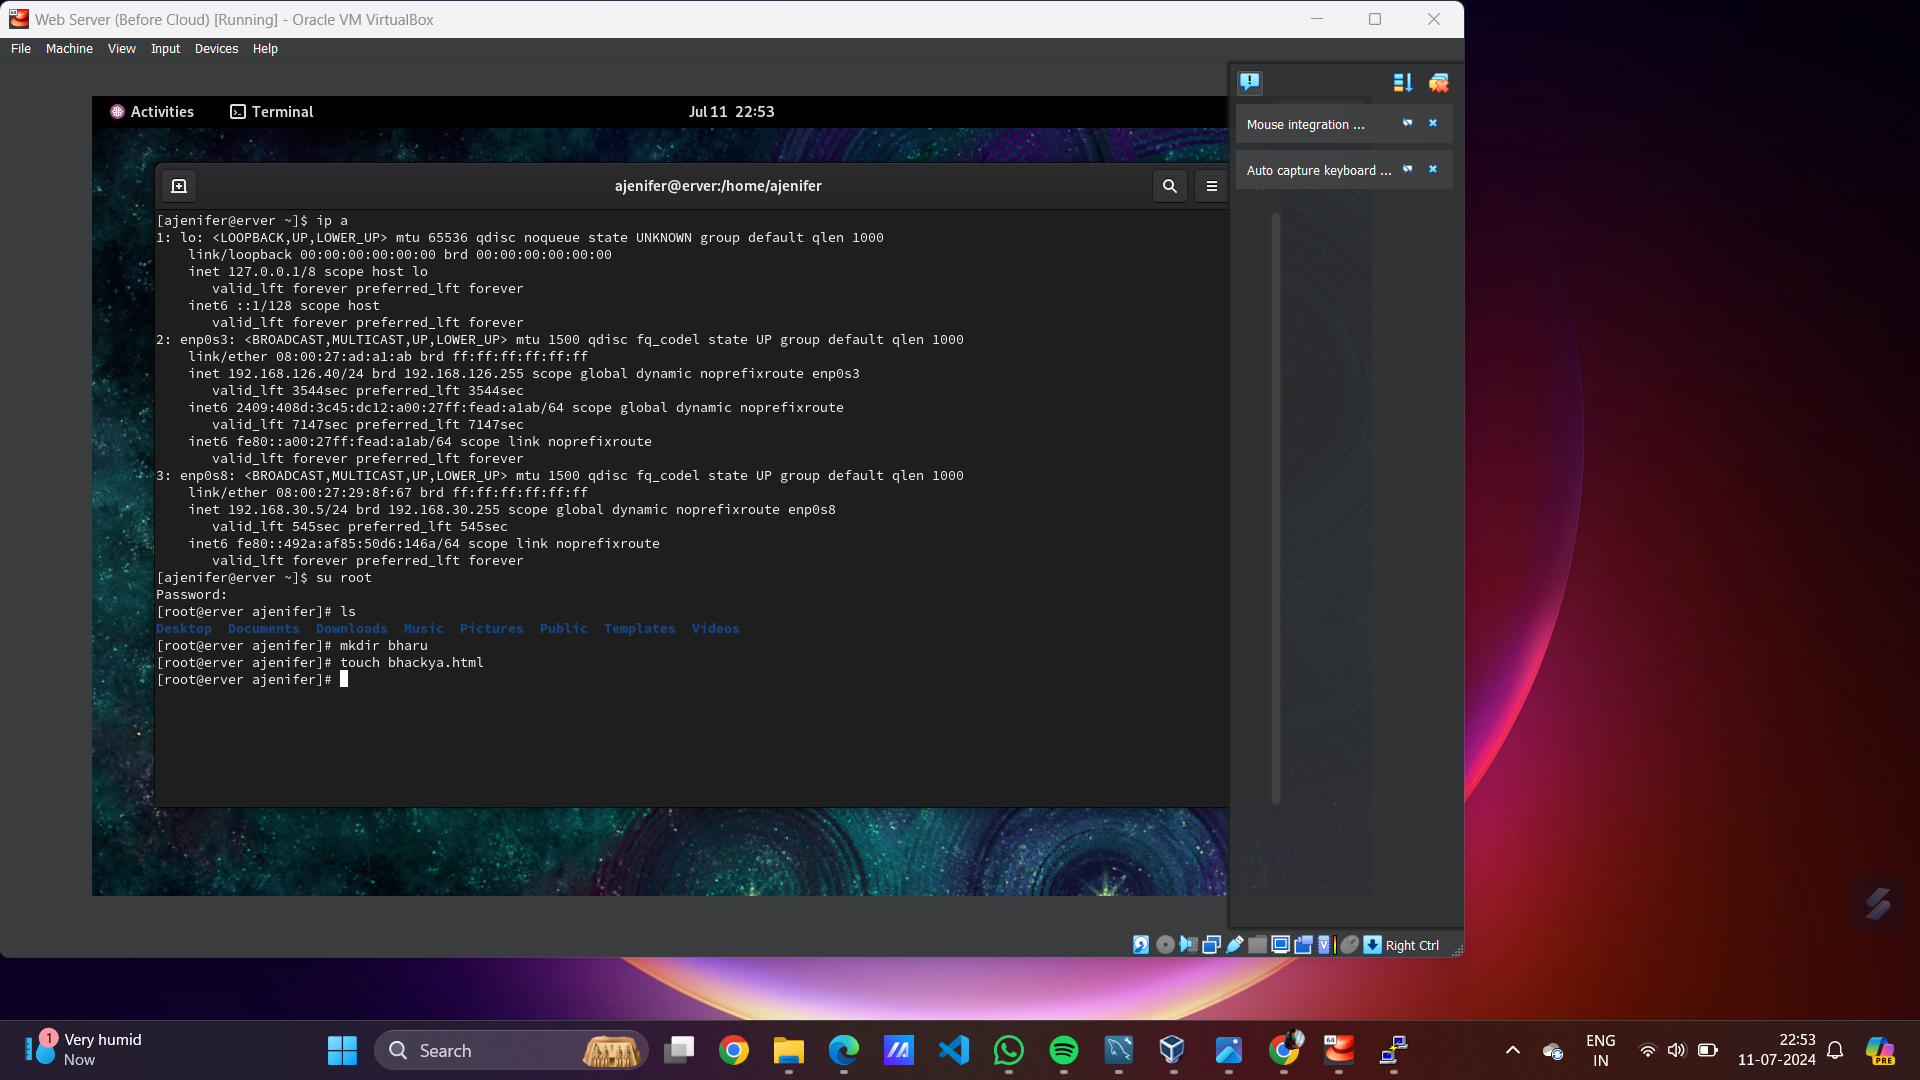 Web Server (Before Cloud) [Running] - Oracle VM VirtualBox
File Machine View Input Devices Help
Activities Terminal Jul 11 22:53
Mouse integration ...
Auto capture keyboard ...
ajenifer@erver:/home/ajenifer
[ajenifer@erver ~]$ ip a
1: lo: <LOOPBACK,UP,LOWER_UP> mtu 65536 qdisc noqueue state UNKNOWN group default qlen 1000
    link/loopback 00:00:00:00:00:00 brd 00:00:00:00:00:00
    inet 127.0.0.1/8 scope host lo
       valid_lft forever preferred_lft forever
    inet6 ::1/128 scope host
       valid_lft forever preferred_lft forever
2: enp0s3: <BROADCAST,MULTICAST,UP,LOWER_UP> mtu 1500 qdisc fq_codel state UP group default qlen 1000
    link/ether 08:00:27:ad:a1:ab brd ff:ff:ff:ff:ff:ff
    inet 192.168.126.40/24 brd 192.168.126.255 scope global dynamic noprefixroute enp0s3
       valid_lft 3544sec preferred_lft 3544sec
    inet6 2409:408d:3c45:dc12:a00:27ff:fead:a1ab/64 scope global dynamic noprefixroute
       valid_lft 7147sec preferred_lft 7147sec
    inet6 fe80::a00:27ff:fead:a1ab/64 scope link noprefixroute
       valid_lft forever preferred_lft forever
3: enp0s8: <BROADCAST,MULTICAST,UP,LOWER_UP> mtu 1500 qdisc fq_codel state UP group default qlen 1000
    link/ether 08:00:27:29:8f:67 brd ff:ff:ff:ff:ff:ff
    inet 192.168.30.5/24 brd 192.168.30.255 scope global dynamic noprefixroute enp0s8
       valid_lft 545sec preferred_lft 545sec
    inet6 fe80::492a:af85:50d6:146a/64 scope link noprefixroute
       valid_lft forever preferred_lft forever
[ajenifer@erver ~]$ su root
Password:
[root@erver ajenifer]# ls
Desktop  Documents  Downloads  Music  Pictures  Public  Templates  Videos
[root@erver ajenifer]# mkdir bharu
[root@erver ajenifer]# touch bhackya.html
[root@erver ajenifer]#
Right Ctrl
1 Very humid
Now
Search
64
ENG
IN
22:53
11-07-2024
PRE